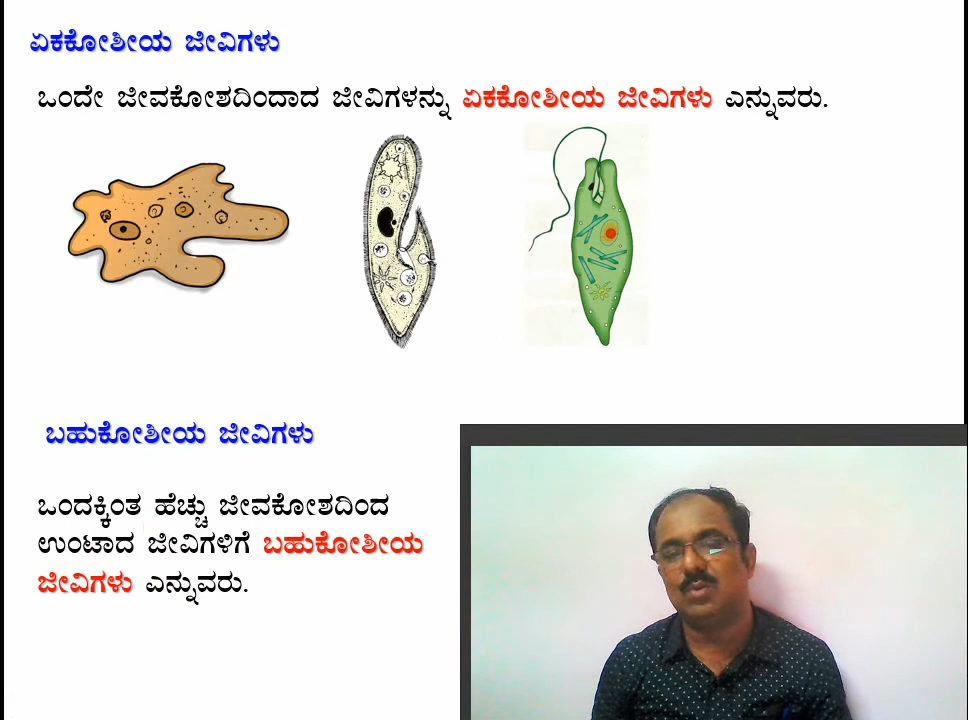 ಏಕಕೋಶೀಯ ಜೀವಿಗಳು
ಒಂದೇ ಜೀವಕೋಶದಿಂದಾದ ಜೀವಿಗಳನ್ನು ಏಕಕೋಶೀಯ ಜೀವಿಗಳು ಎನ್ನುವರು.
ಬಹುಕೋಶೀಯ ಜೀವಿಗಳು
ಒಂದಕ್ಕಿಂತ ಹೆಚ್ಚು ಜೀವಕೋಶದಿಂದ
ಉಂಟಾದ ಜೀವಿಗಳಿಗೆ ಬಹುಕೋಶೀಯ
ಜೀವಿಗಳು ಎನ್ನುವರು.